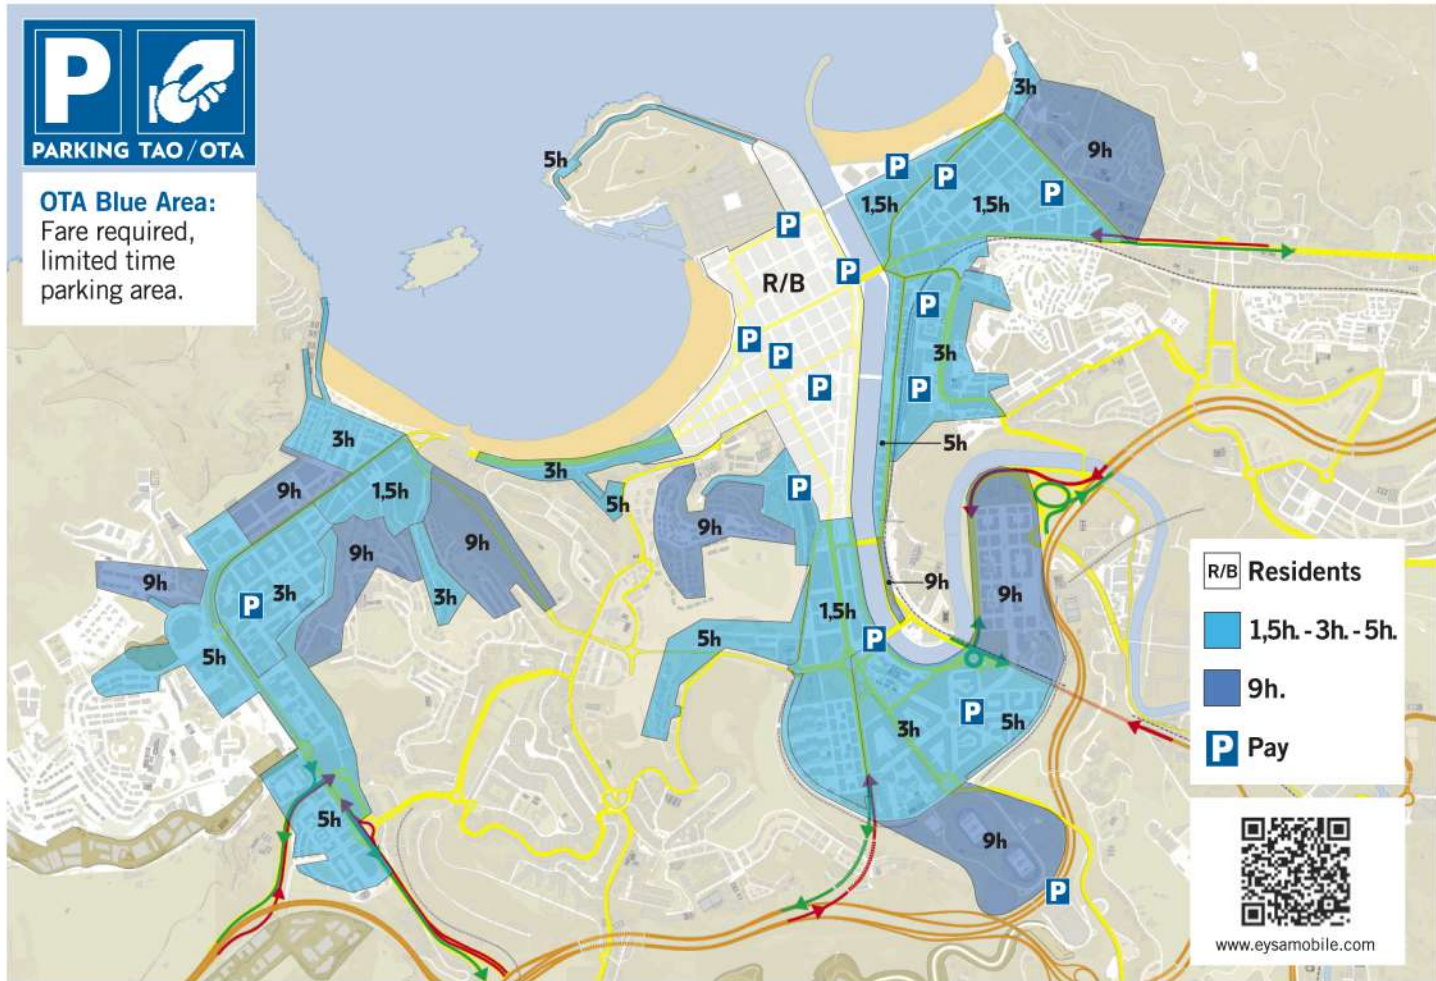 P
PARKING TAO/OTA
OTA Blue Area:
Fare required,
limited time
parking area.
3h
9h
5h
P
P
1,5h
1,5h
P
P
R/B
P
P
3h
P
P
P
P
3h
5h
3h
9h
1,5h
5h
P
9h
9h
9h
9h
9h
9h
P
3h
3h
1,5h
P
5h
5h
3h
P
5h
5h
9h
P
R/B Residents
1,5h. - 3h. - 5h.
9h.
P Pay
www.eysamobile.com